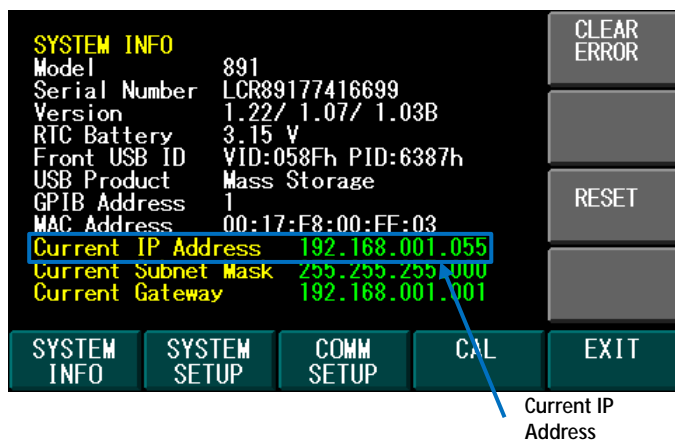 SYSTEM INFO
Model 891
Serial Number LCR89177416699
Version 1.22/ 1.07/ 1.03B
RTC Battery 3.15 V
Front USB ID VID:058Fh PID:6387h
USB Product Mass Storage
GPIB Address 1
MAC Address 00:17:F8:00:FF:03
Current IP Address 192.168.001.055
Current Subnet Mask 255.255.255.000
Current Gateway 192.168.001.001
CLEAR
ERROR
RESET
SYSTEM
INFO
SYSTEM
SETUP
COMM
SETUP
CAL
EXIT
Current IP
Address